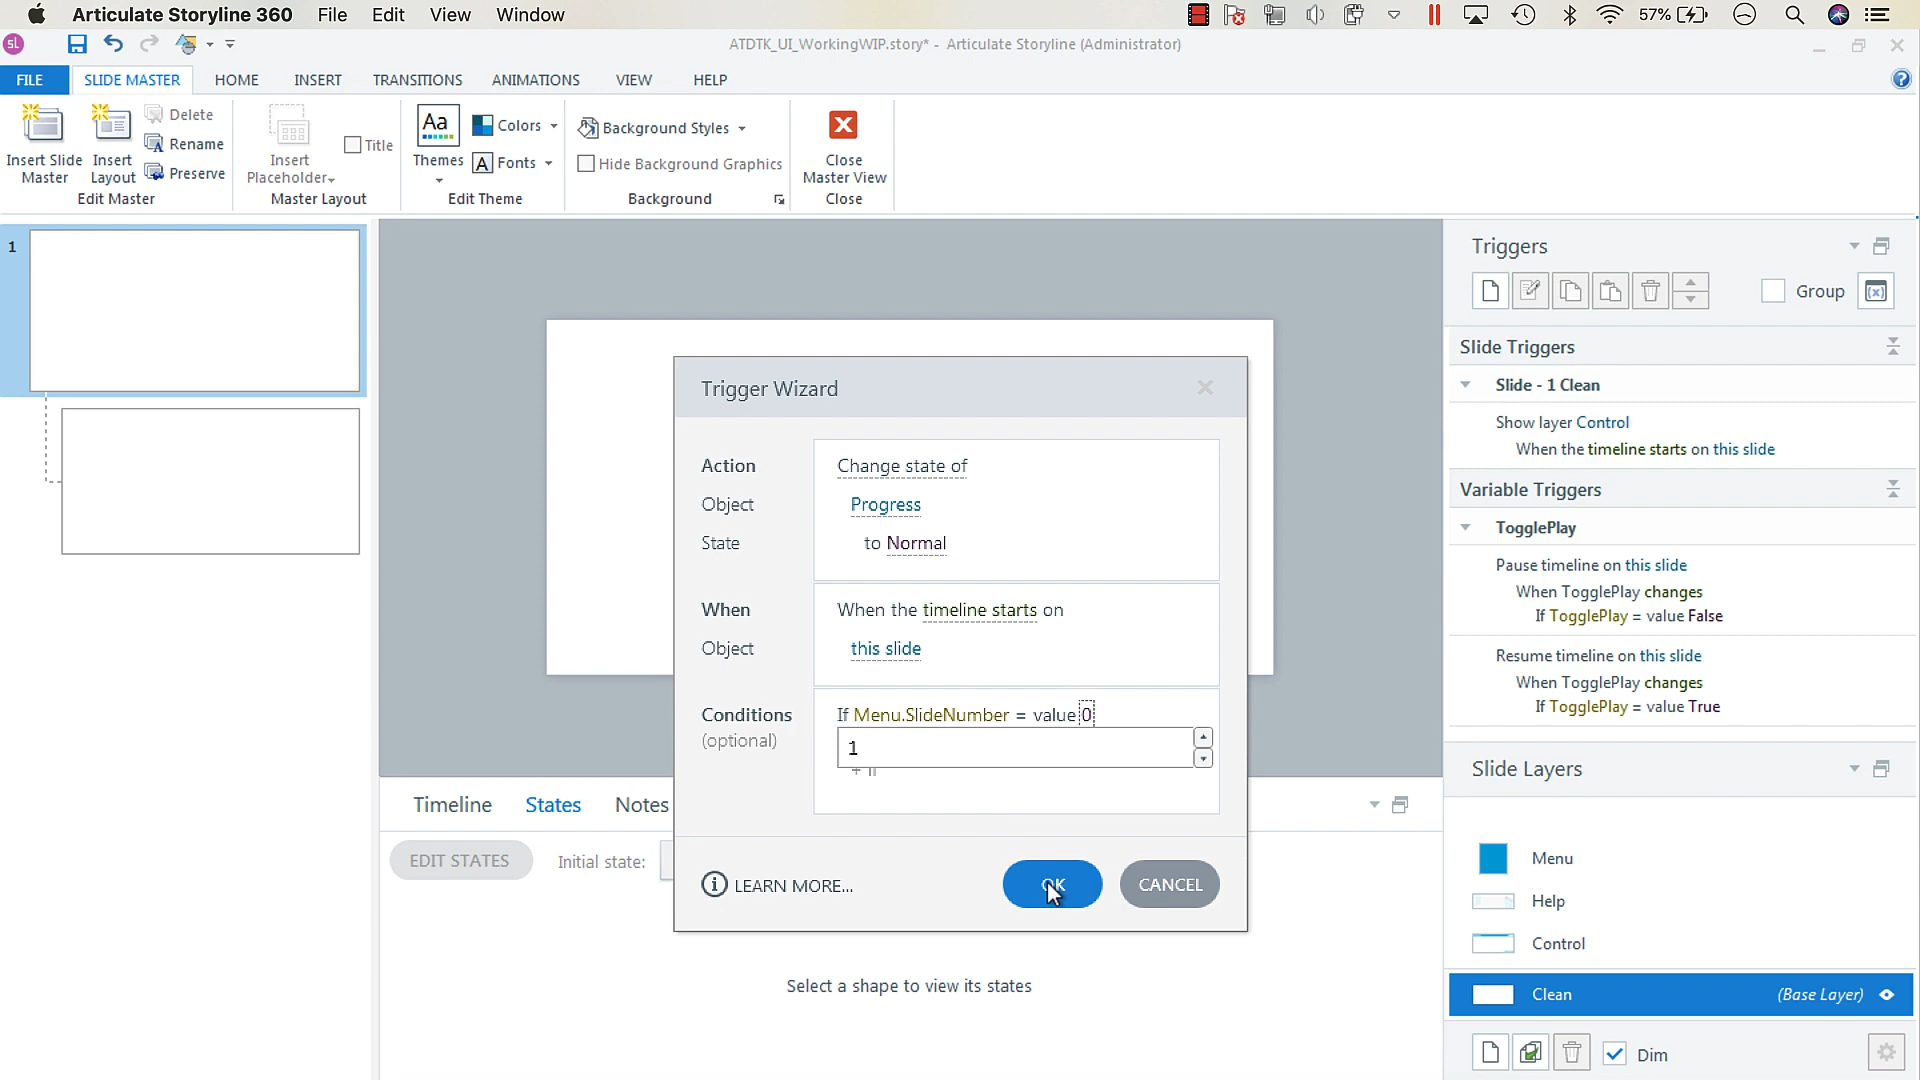 Articulate Storyline 360 File Edit View Window 57%
sL ATDTK_UI_WorkingWIP.story* - Articulate Storyline (Administrator)
FILE SLIDE MASTER HOME INSERT TRANSITIONS ANIMATIONS VIEW HELP ?
Insert Slide Master
Insert Layout
Delete
Rename
Preserve
Edit Master
Insert Placeholder
Title
Master Layout
Aa
Themes
Colors
A Fonts
Edit Theme
Background Styles
Hide Background Graphics
Background
Close Master View
Close
1
Trigger Wizard
Action Change state of
Object Progress
State to Normal
When When the timeline starts on
Object this slide
Conditions If Menu.SlideNumber = value 0
(optional) 1
LEARN MORE... OK CANCEL
Timeline States Notes
EDIT STATES Initial state:
Select a shape to view its states
Triggers
Group (x)
Slide Triggers
Slide - 1 Clean
Show layer Control
When the timeline starts on this slide
Variable Triggers
TogglePlay
Pause timeline on this slide
When TogglePlay changes
If TogglePlay = value False
Resume timeline on this slide
When TogglePlay changes
If TogglePlay = value True
Slide Layers
Menu
Help
Control
Clean (Base Layer)
Dim